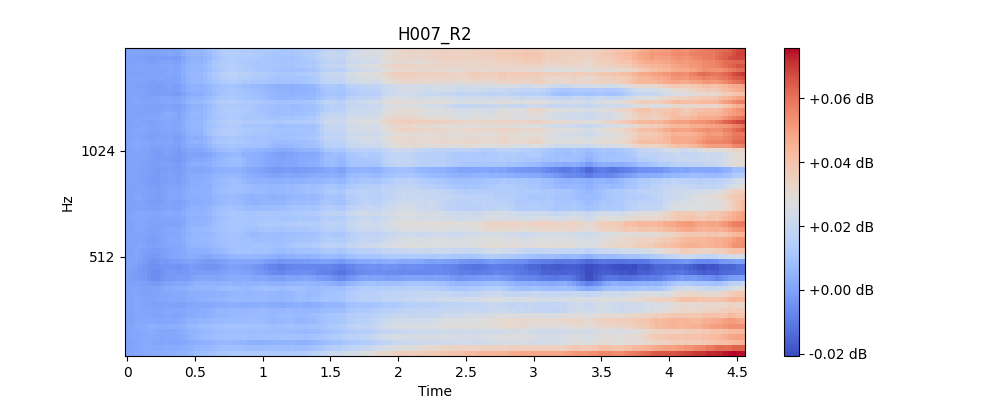 H007_R2
1024
512
Hz
0 0.5 1 1.5 2 2.5 3 3.5 4 4.5
Time
+0.06 dB
+0.04 dB
+0.02 dB
+0.00 dB
-0.02 dB